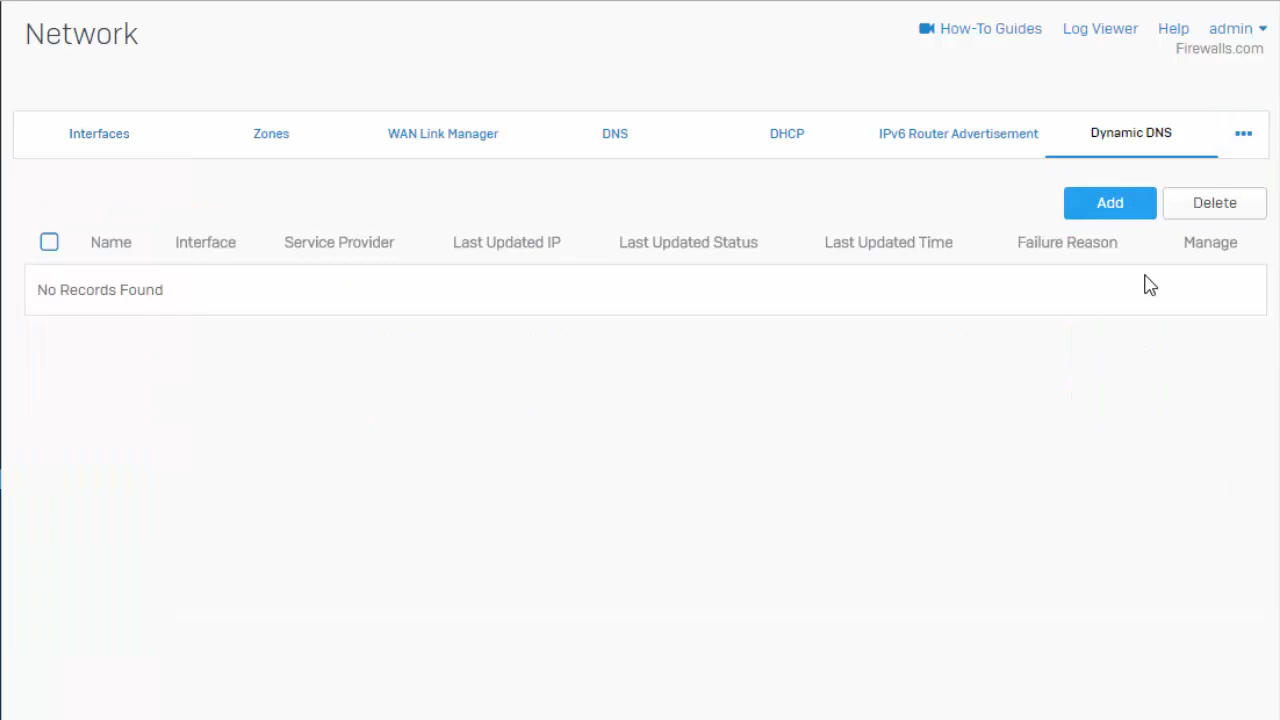 Network
How-To Guides Log Viewer Help admin
Firewalls.com
Interfaces Zones WAN Link Manager DNS DHCP IPv6 Router Advertisement Dynamic DNS •••
Add Delete
Name Interface Service Provider Last Updated IP Last Updated Status Last Updated Time Failure Reason Manage
No Records Found